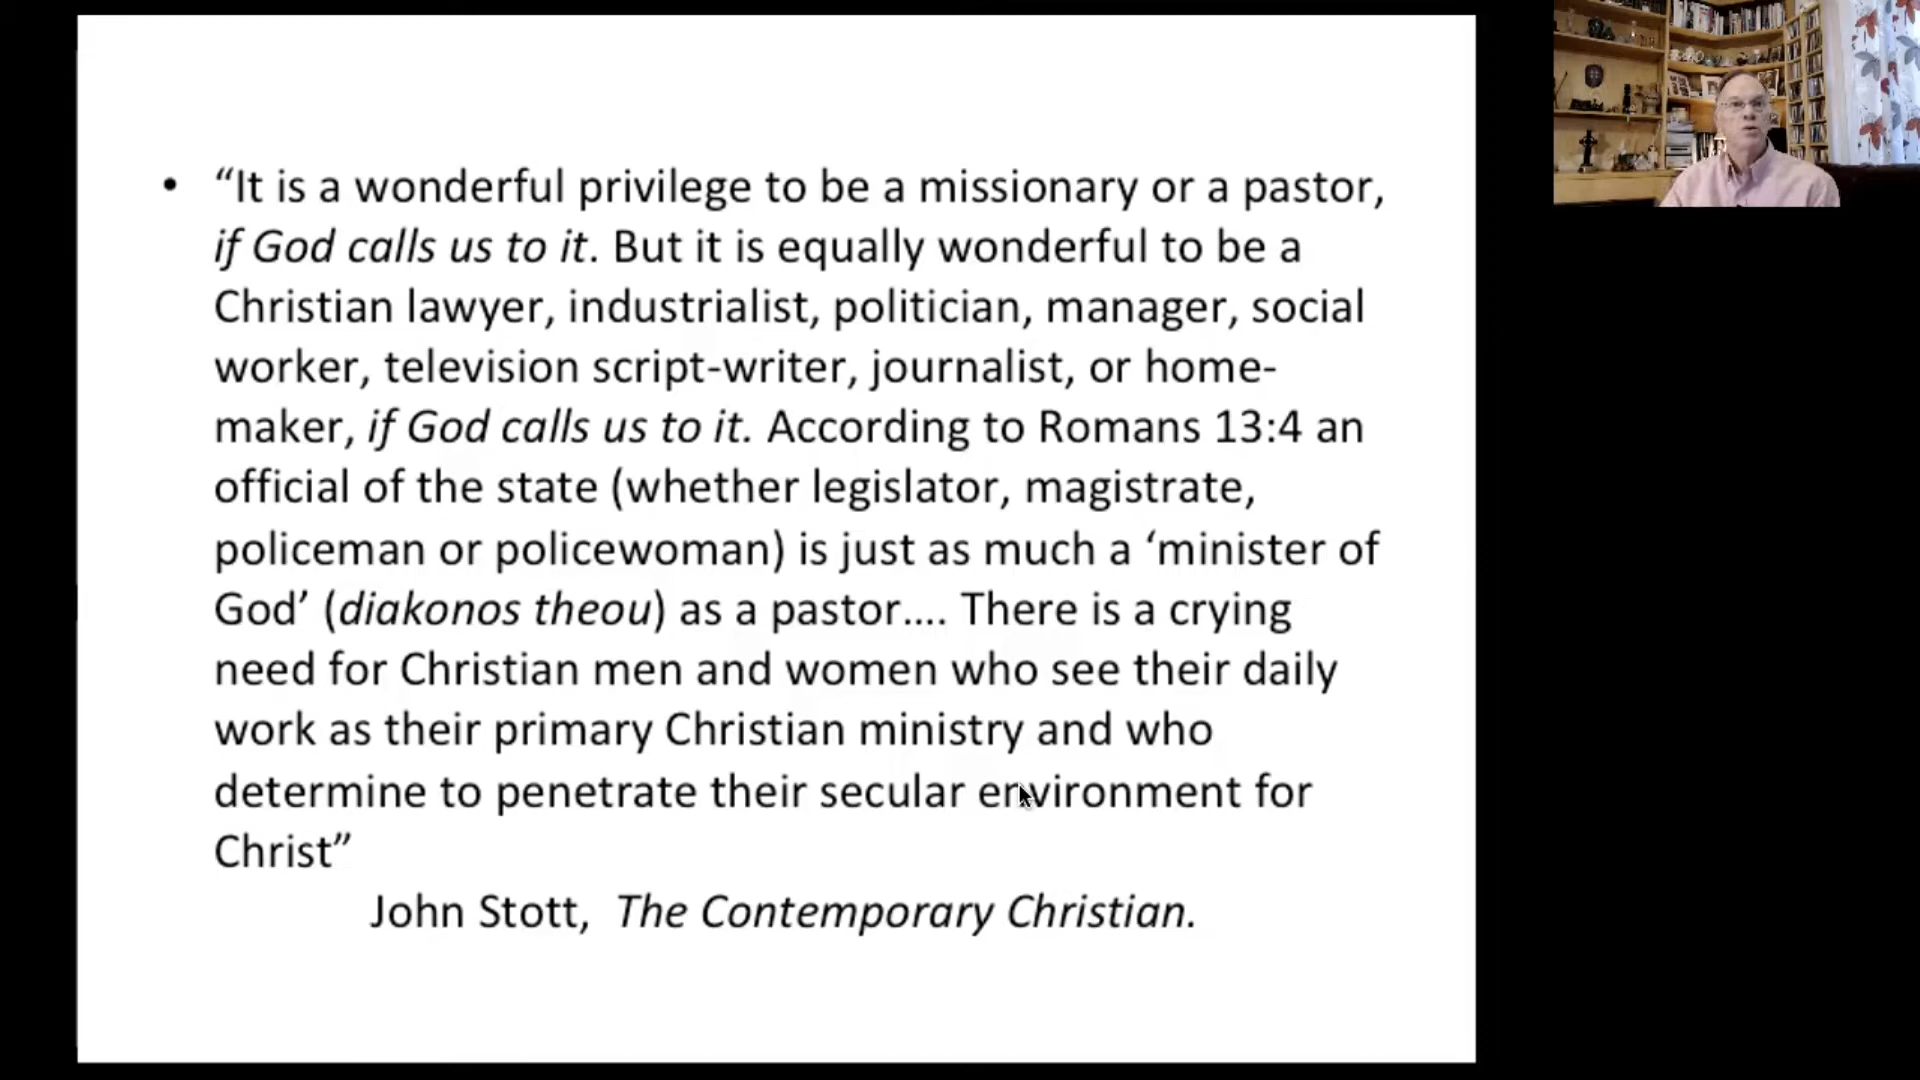 • “It is a wonderful privilege to be a missionary or a pastor,
if God calls us to it. But it is equally wonderful to be a
Christian lawyer, industrialist, politician, manager, social
worker, television script-writer, journalist, or home-
maker, if God calls us to it. According to Romans 13:4 an
official of the state (whether legislator, magistrate,
policeman or policewoman) is just as much a ‘minister of
God’ (diakonos theou) as a pastor…. There is a crying
need for Christian men and women who see their daily
work as their primary Christian ministry and who
determine to penetrate their secular environment for
Christ”
John Stott, The Contemporary Christian.